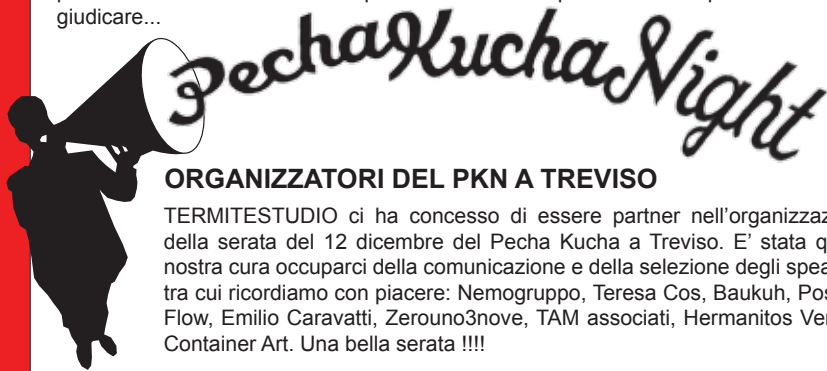 giudicare...
PechaKucha Night
ORGANIZZATORI DEL PKN A TREVISO
TERMITESTUDIO ci ha concesso di essere partner nell'organizzaz
della serata del 12 dicembre del Pecha Kucha a Treviso. E' stata q
nostra cura occuparci della comunicazione e della selezione degli spea
tra cui ricordiamo con piacere: Nemogruppo, Teresa Cos, Baukuh, Pos
Flow, Emilio Caravatti, Zerouno3nove, TAM associati, Hermanitos Ver
Container Art. Una bella serata !!!!